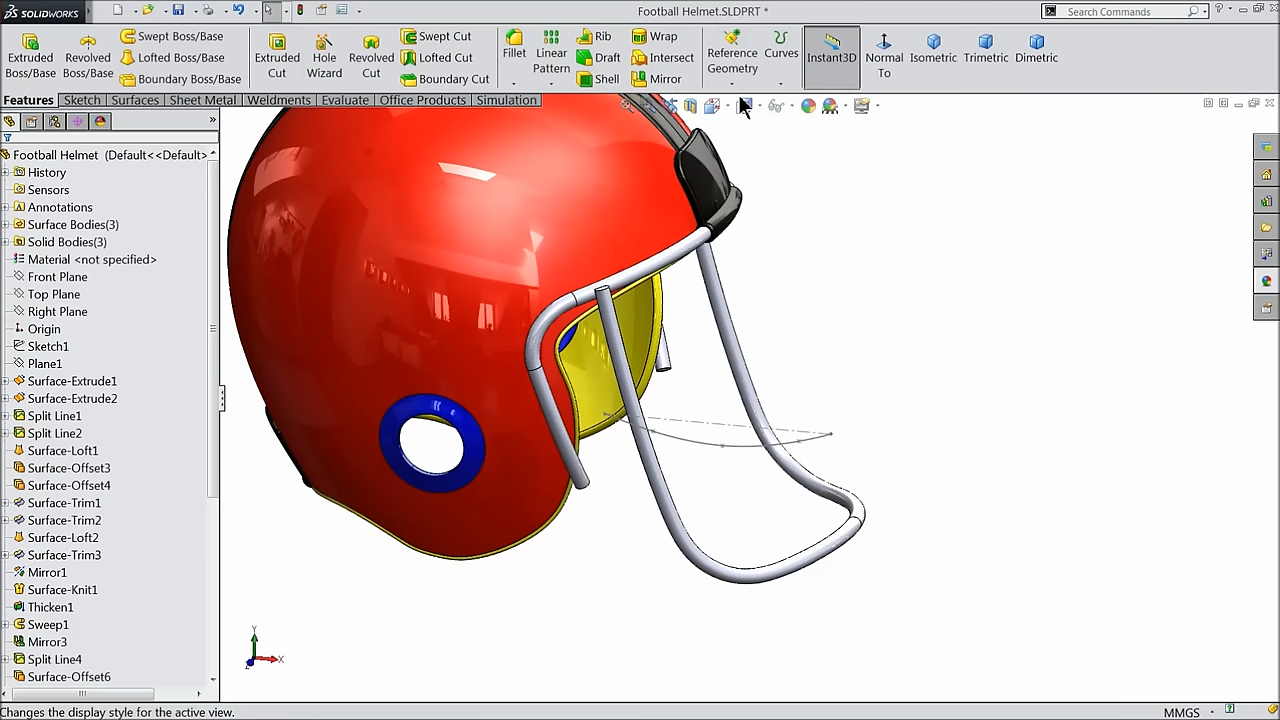 3S SOLIDWORKS
Football Helmet.SLDPRT *
Search Commands
Extruded Boss/Base
Revolved Boss/Base
Swept Boss/Base
Lofted Boss/Base
Boundary Boss/Base
Extruded Cut
Hole Wizard
Revolved Cut
Swept Cut
Lofted Cut
Boundary Cut
Fillet
Linear Pattern
Rib
Draft
Shell
Wrap
Intersect
Mirror
Reference Geometry
Curves
Instant3D
Normal To
Isometric
Trimetric
Dimetric
Features
Sketch
Surfaces
Sheet Metal
Weldments
Evaluate
Office Products
Simulation
Football Helmet (Default<<Default>
History
Sensors
Annotations
Surface Bodies(3)
Solid Bodies(3)
Material <not specified>
Front Plane
Top Plane
Right Plane
Origin
Sketch1
Plane1
Surface-Extrude1
Surface-Extrude2
Split Line1
Split Line2
Surface-Loft1
Surface-Offset3
Surface-Offset4
Surface-Trim1
Surface-Trim2
Surface-Loft2
Surface-Trim3
Mirror1
Surface-Knit1
Thicken1
Sweep1
Mirror3
Split Line4
Surface-Offset6
Y
X
Z
Changes the display style for the active view.
MMGS